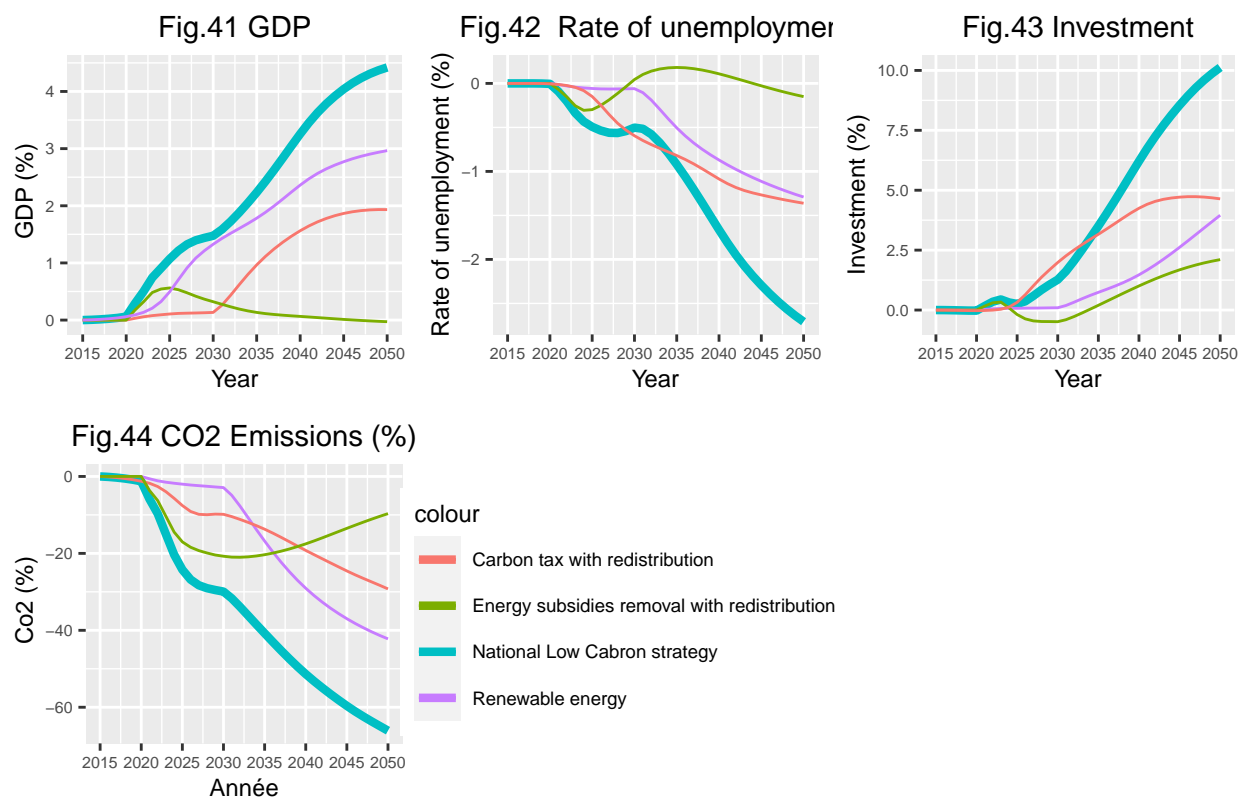 Fig.41 GDP
GDP (%)
4
3
2
1
0
2015 2020 2025 2030 2035 2040 2045 2050
Year
Fig.42 Rate of unemploymen
Rate of unemployment (%)
0
−1
−2
2015 2020 2025 2030 2035 2040 2045 2050
Year
Fig.43 Investment
Investment (%)
10.0
7.5
5.0
2.5
0.0
2015 2020 2025 2030 2035 2040 2045 2050
Year
Fig.44 CO2 Emissions (%)
Co2 (%)
0
−20
−40
−60
2015 2020 2025 2030 2035 2040 2045 2050
Année
colour
Carbon tax with redistribution
Energy subsidies removal with redistribution
National Low Cabron strategy
Renewable energy